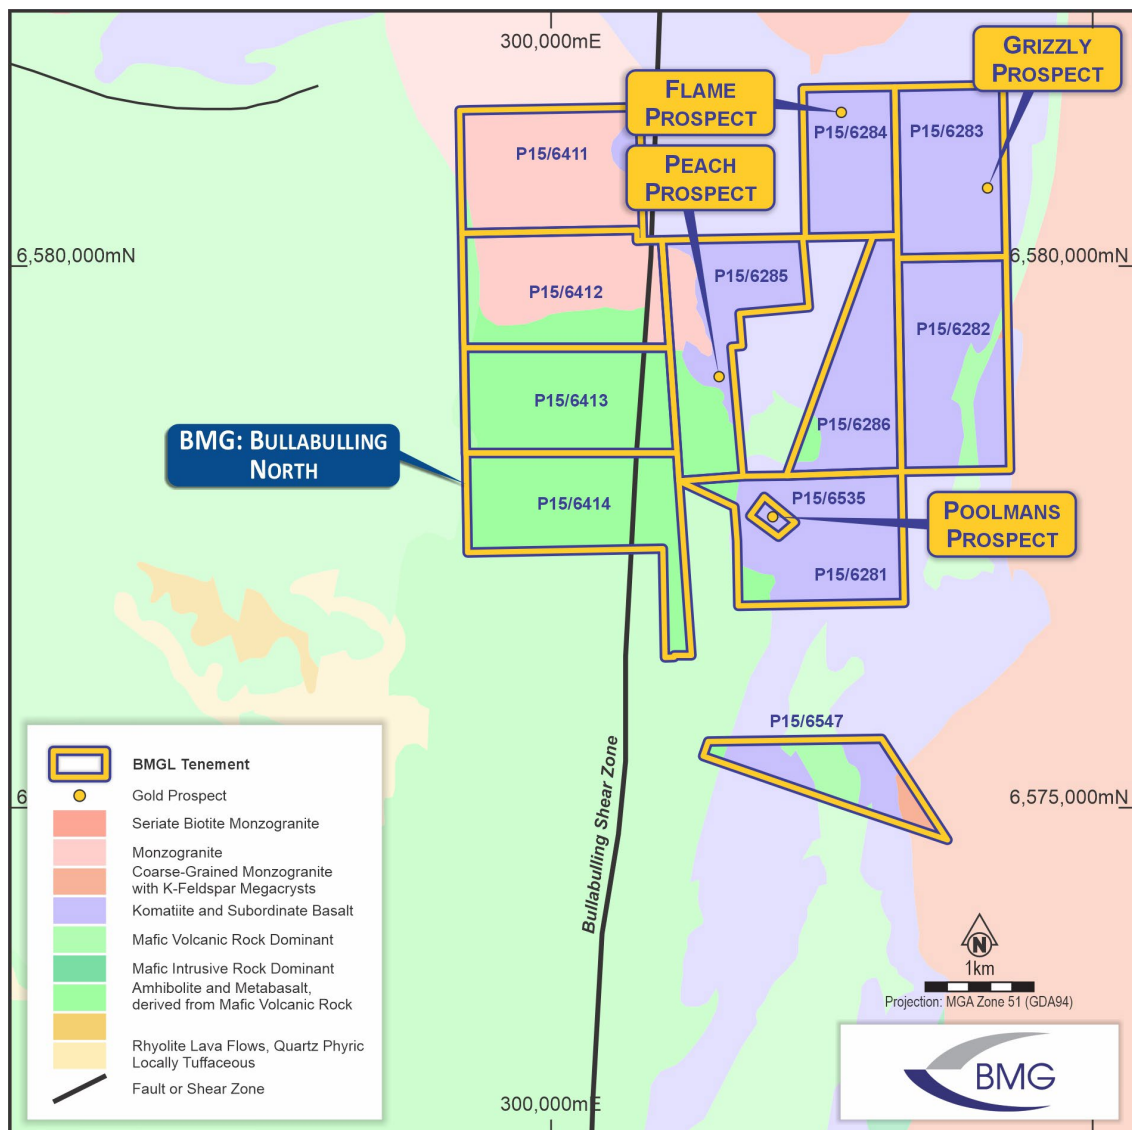 300,000mE
GRIZZLY
PROSPECT
FLAME
PROSPECT
P15/6284
P15/6283
P15/6411
PEACH
PROSPECT
6,580,000mN
6,580,000mN
P15/6285
P15/6412
P15/6282
P15/6413
P15/6286
BMG: BULLABULLING
NORTH
P15/6414
P15/6535
POOLMANS
PROSPECT
P15/6281
P15/6547
Bullabulling Shear Zone
6
6,575,000mN
BMGL Tenement
Gold Prospect
Seriate Biotite Monzogranite
Monzogranite
Coarse-Grained Monzogranite
with K-Feldspar Megacrysts
Komatiite and Subordinate Basalt
Mafic Volcanic Rock Dominant
Mafic Intrusive Rock Dominant
Amhibolite and Metabasalt,
derived from Mafic Volcanic Rock
Rhyolite Lava Flows, Quartz Phyric
Locally Tuffaceous
Fault or Shear Zone
N
1km
Projection: MGA Zone 51 (GDA94)
BMG
300,000mE